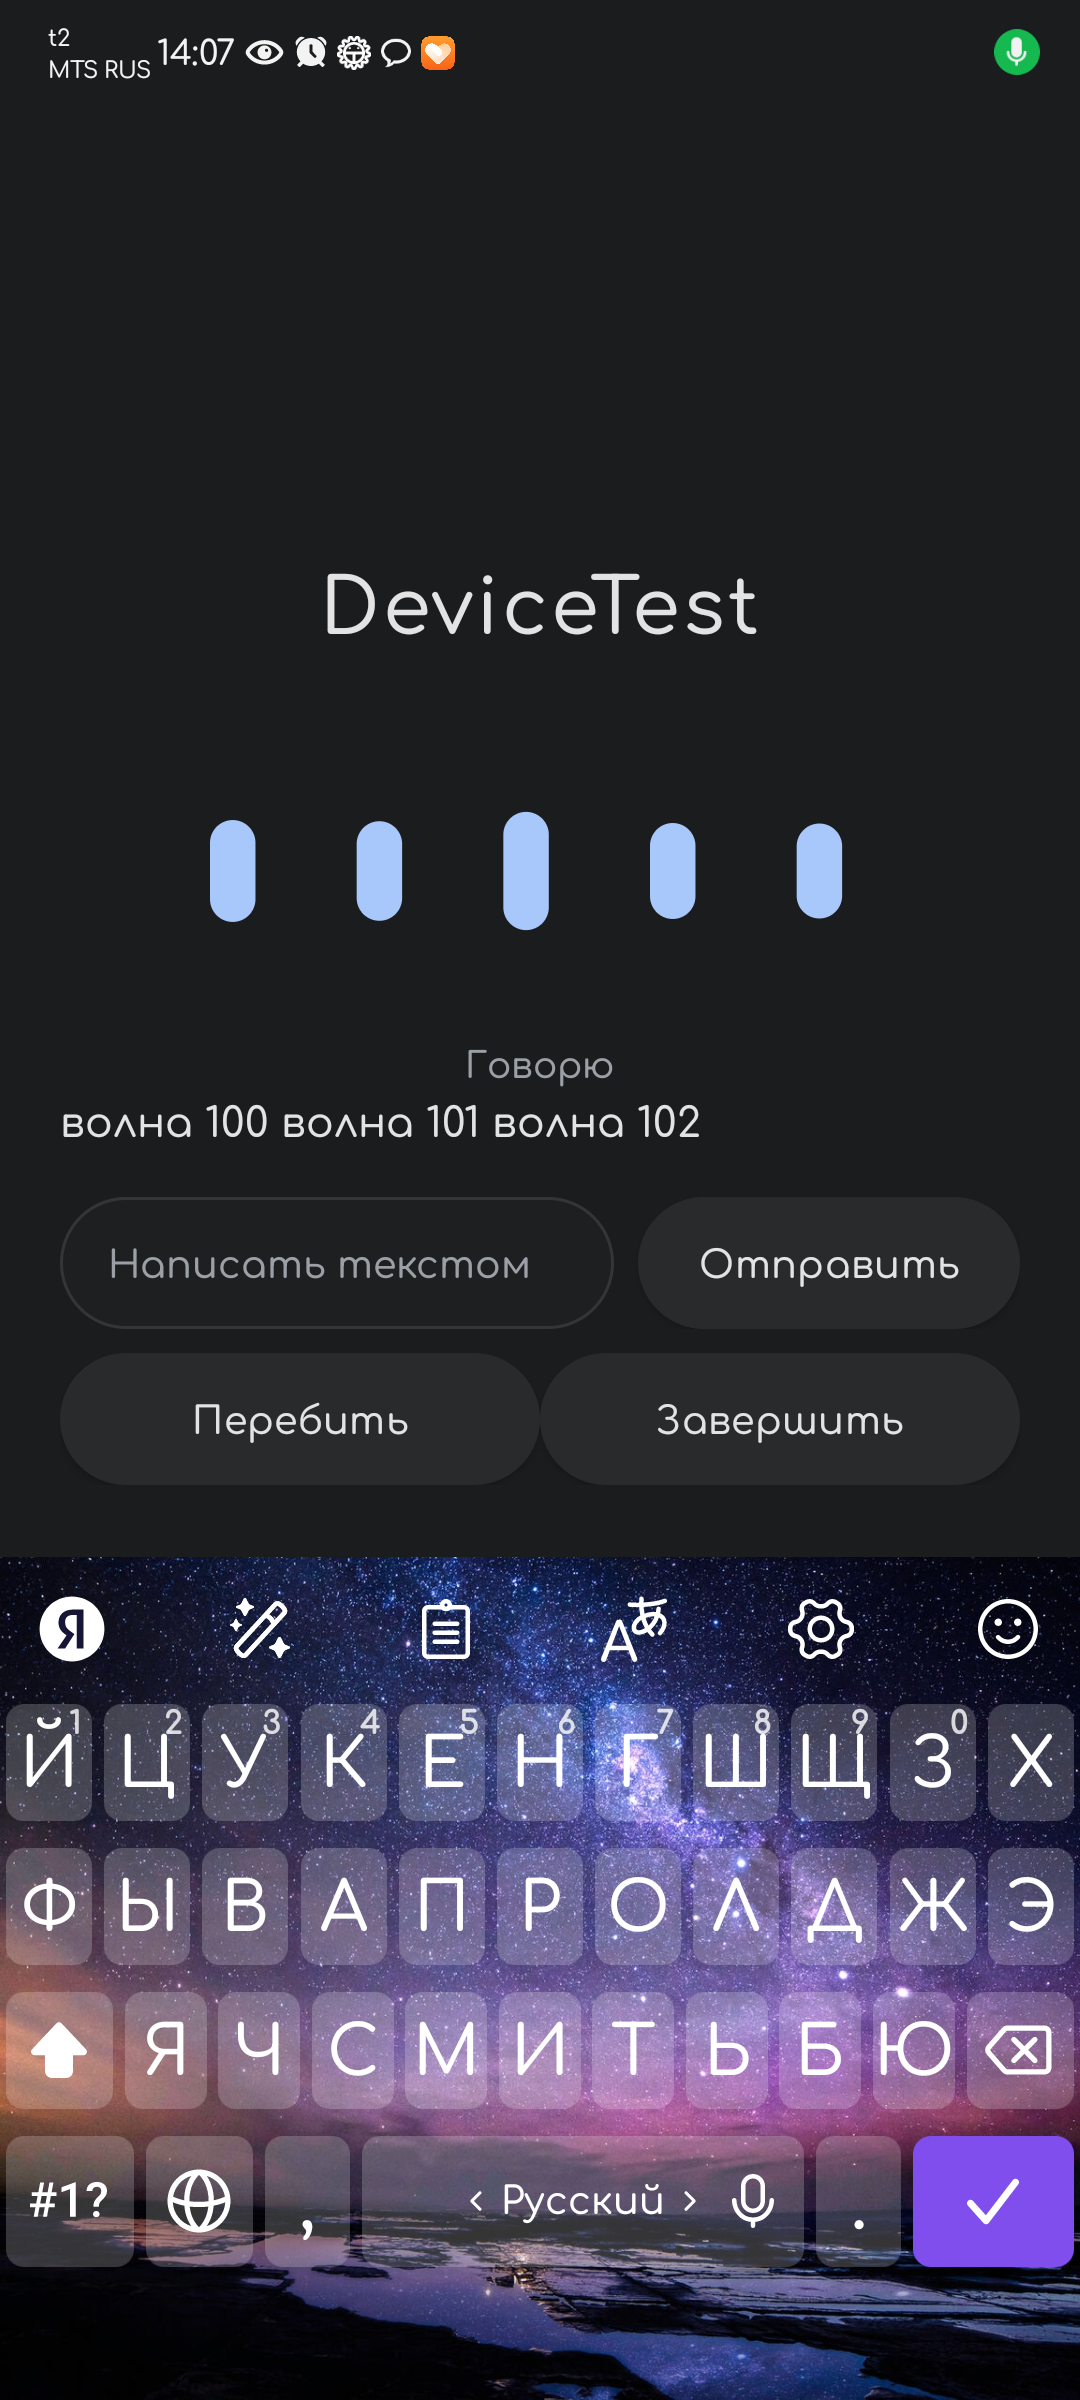 t2
MTS RUS 14:07
DeviceTest
Говорю
волна 100 волна 101 волна 102
Написать текстом Отправить
Перебить Завершить
Я
1 2 3 4 5 6 7 8 9 0
Й Ц У К Е Н Г Ш Щ З Х
Ф Ы В А П Р О Л Д Ж Э
Я Ч С М И Т Ь Б Ю
#1? , < Русский > .